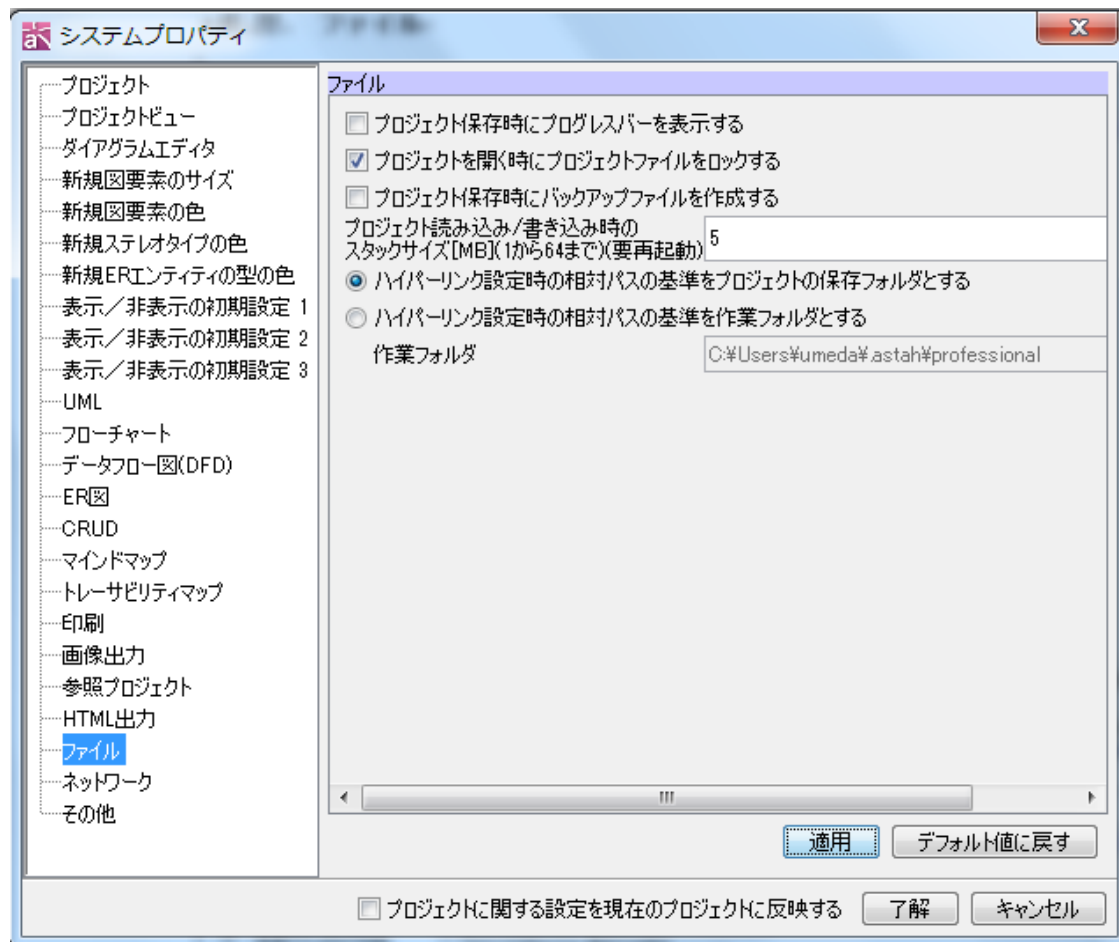 システムプロパティ
プロジェクト
プロジェクトビュー
ダイアグラムエディタ
新規図要素のサイズ
新規図要素の色
新規ステレオタイプの色
新規ERエンティティの型の色
表示／非表示の初期設定 1
表示／非表示の初期設定 2
表示／非表示の初期設定 3
UML
フローチャート
データフロー図(DFD)
ER図
CRUD
マインドマップ
トレーサビリティマップ
印刷
画像出力
参照プロジェクト
HTML出力
ファイル
ネットワーク
その他
ファイル
プロジェクト保存時にプログレスバーを表示する
プロジェクトを開く時にプロジェクトファイルをロックする
プロジェクト保存時にバックアップファイルを作成する
プロジェクト読み込み/書き込み時の
スタックサイズ[MB](1から64まで)(要再起動) 5
ハイパーリンク設定時の相対パスの基準をプロジェクトの保存フォルダとする
ハイパーリンク設定時の相対パスの基準を作業フォルダとする
作業フォルダ C:¥Users¥umeda¥.astah¥professional
適用 デフォルト値に戻す
プロジェクトに関する設定を現在のプロジェクトに反映する 了解 キャンセル